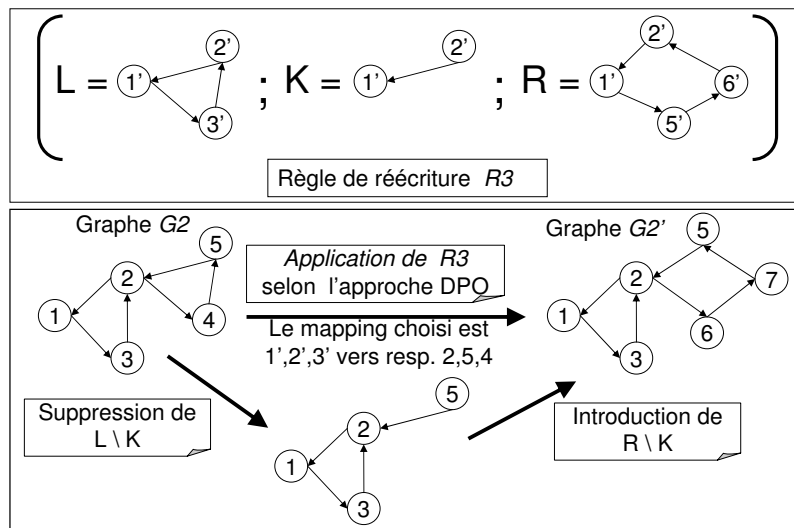 L = 1' 2' 3' ; K = 1' 2' ; R = 1' 2' 5' 6'
Règle de réécriture R3
Graphe G2
1 2 3 4 5
Application de R3
selon l'approche DPO
Le mapping choisi est
1',2',3' vers resp. 2,5,4
Graphe G2'
1 2 3 5 6 7
Suppression de
L \ K
1 2 3 5
Introduction de
R \ K